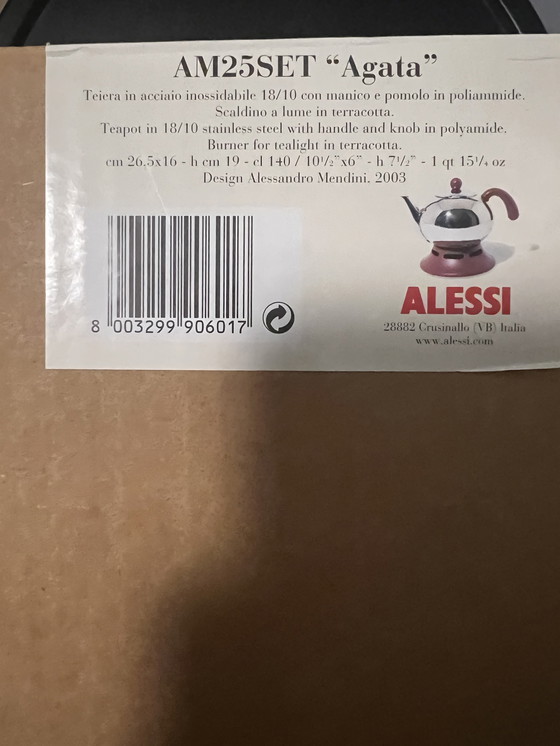 AM25SET “Agata”
Teiera in acciaio inossidabile 18/10 con manico e pomolo in poliammide.
Scaldino a lume in terracotta.
Teapot in 18/10 stainless steel with handle and knob in polyamide.
Burner for tealight in terracotta.
cm 26.5x16 - h cm 19 - cl 140 / 10¹/₂”x6” - h 7¹/₂” - 1 qt 15¹/₄ oz
Design Alessandro Mendini, 2003
8 003299 906017
ALESSI
28882 Crusinallo (VB) Italia
www.alessi.com